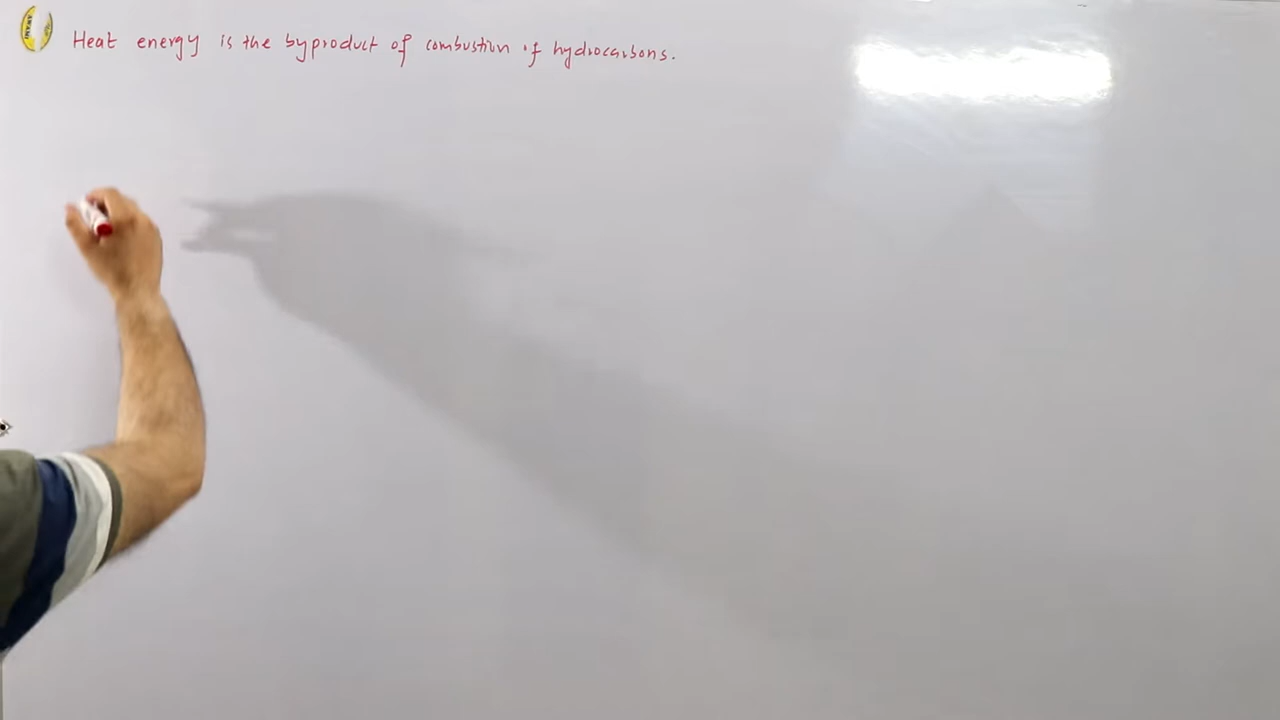 Heat energy is the byproduct of combustion of hydrocarbons.